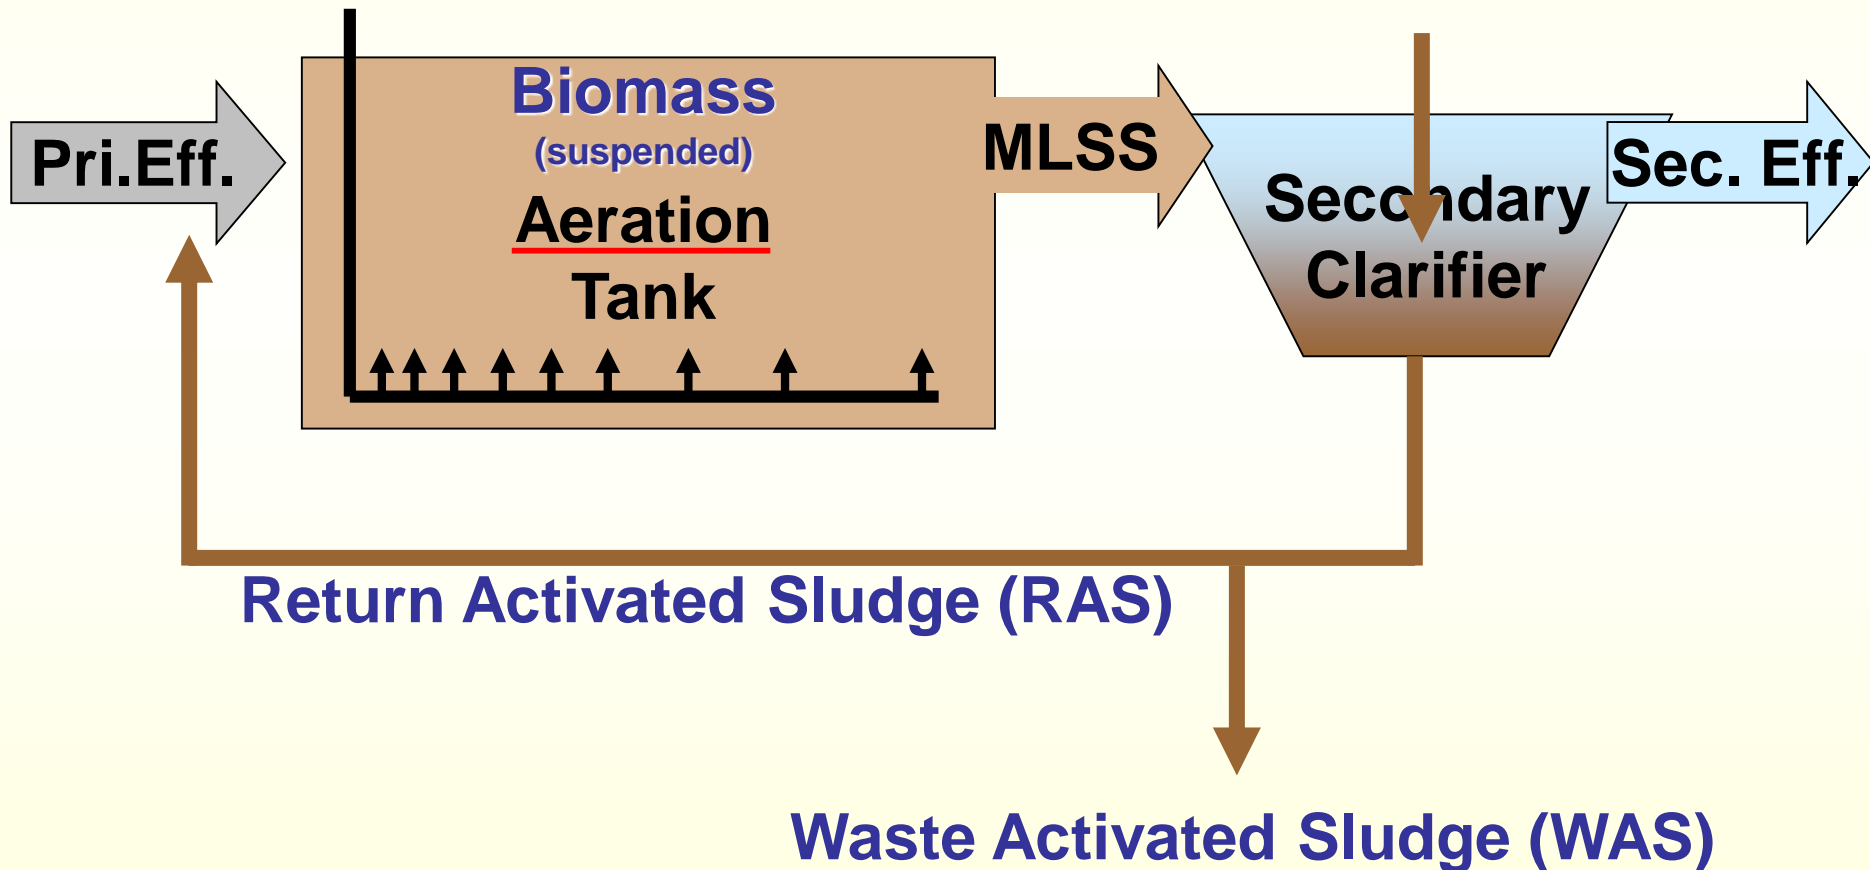 Pri.Eff.
Biomass
(suspended)
Aeration
Tank
MLSS
Secondary
Clarifier
Sec. Eff.
Return Activated Sludge (RAS)
Waste Activated Sludge (WAS)